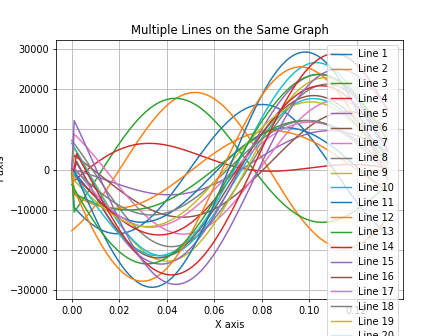 Multiple Lines on the Same Graph
30000
20000
10000
0
−10000
−20000
−30000
0.00
0.02
0.04
0.06
0.08
0.10
X axis
Line 1
Line 2
Line 3
Line 4
Line 5
Line 6
Line 7
Line 8
Line 9
Line 10
Line 11
Line 12
Line 13
Line 14
Line 15
Line 16
Line 17
Line 18
Line 19
Line 20